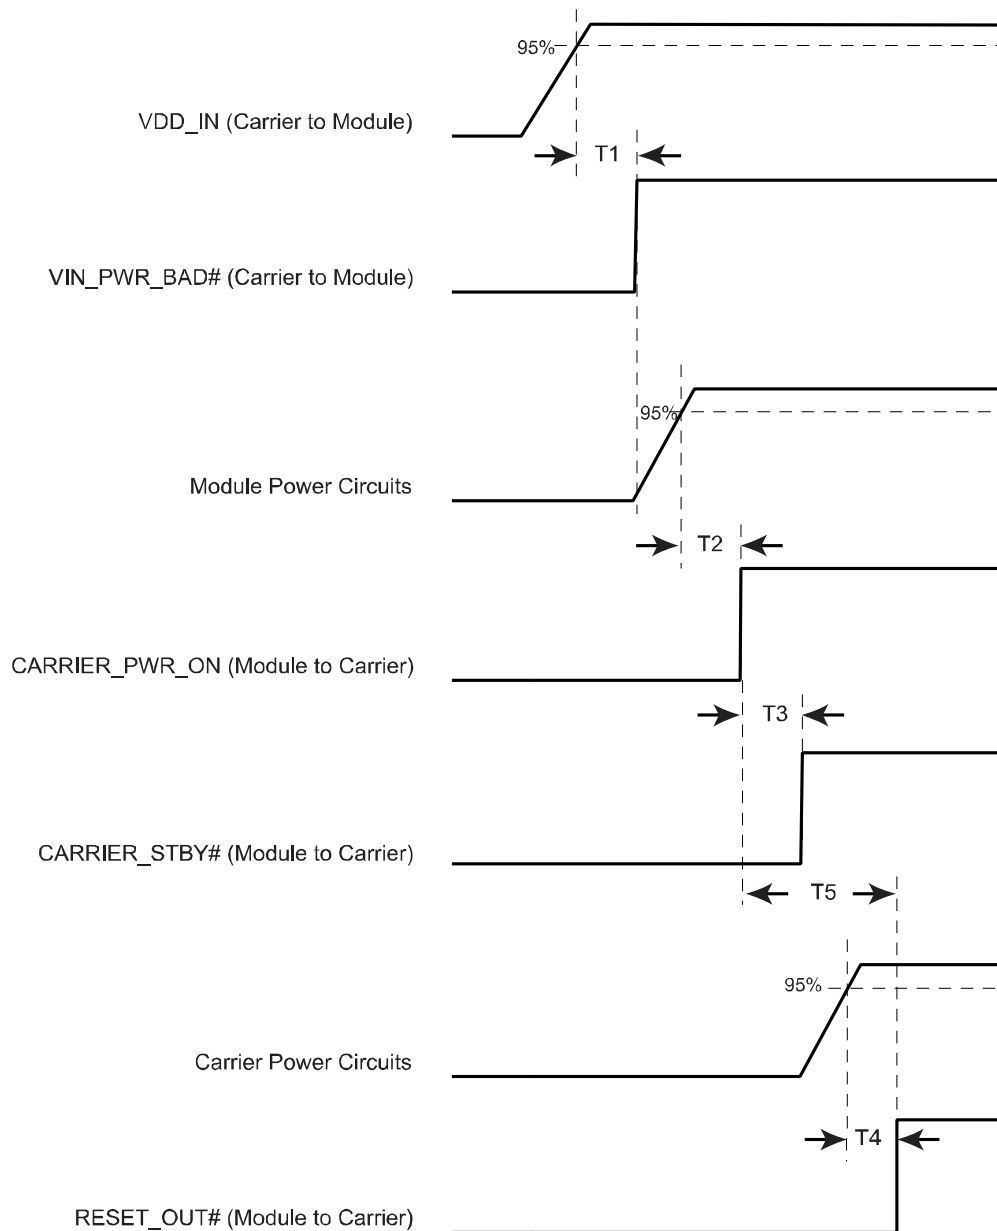 95%
VDD_IN (Carrier to Module)
T1
VIN_PWR_BAD# (Carrier to Module)
95%
Module Power Circuits
T2
CARRIER_PWR_ON (Module to Carrier)
T3
CARRIER_STBY# (Module to Carrier)
T5
95%
Carrier Power Circuits
T4
RESET_OUT# (Module to Carrier)